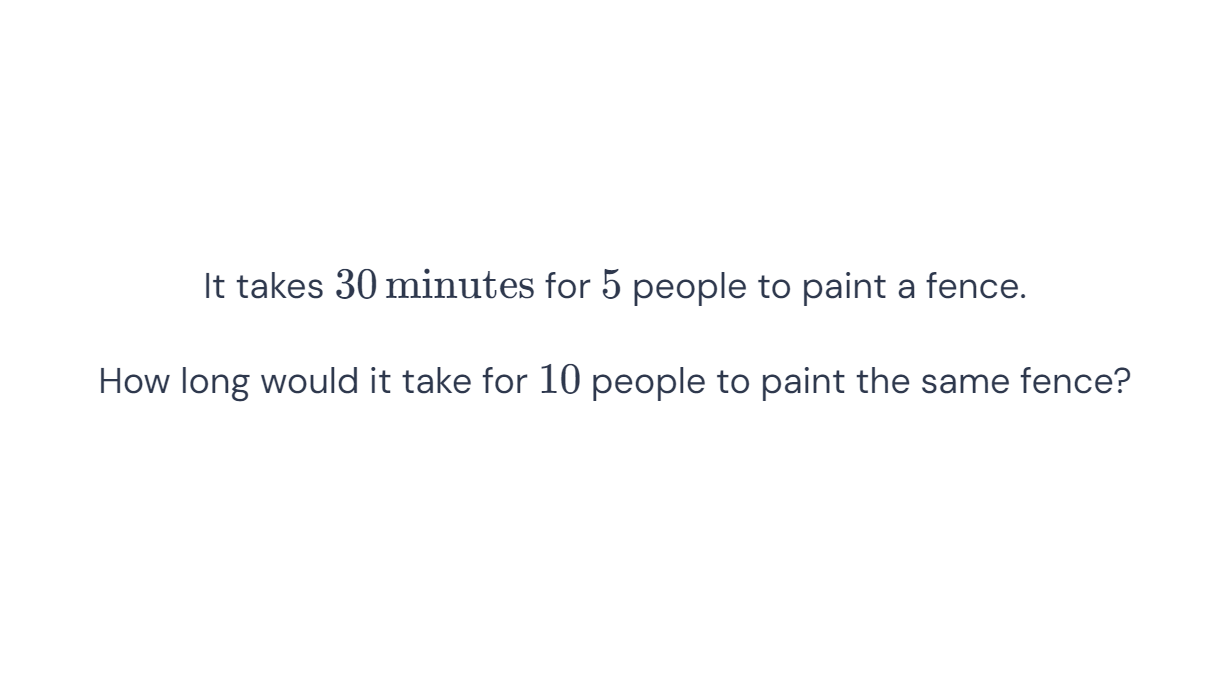 It takes 30 minutes for 5 people to paint a fence.
How long would it take for 10 people to paint the same fence?